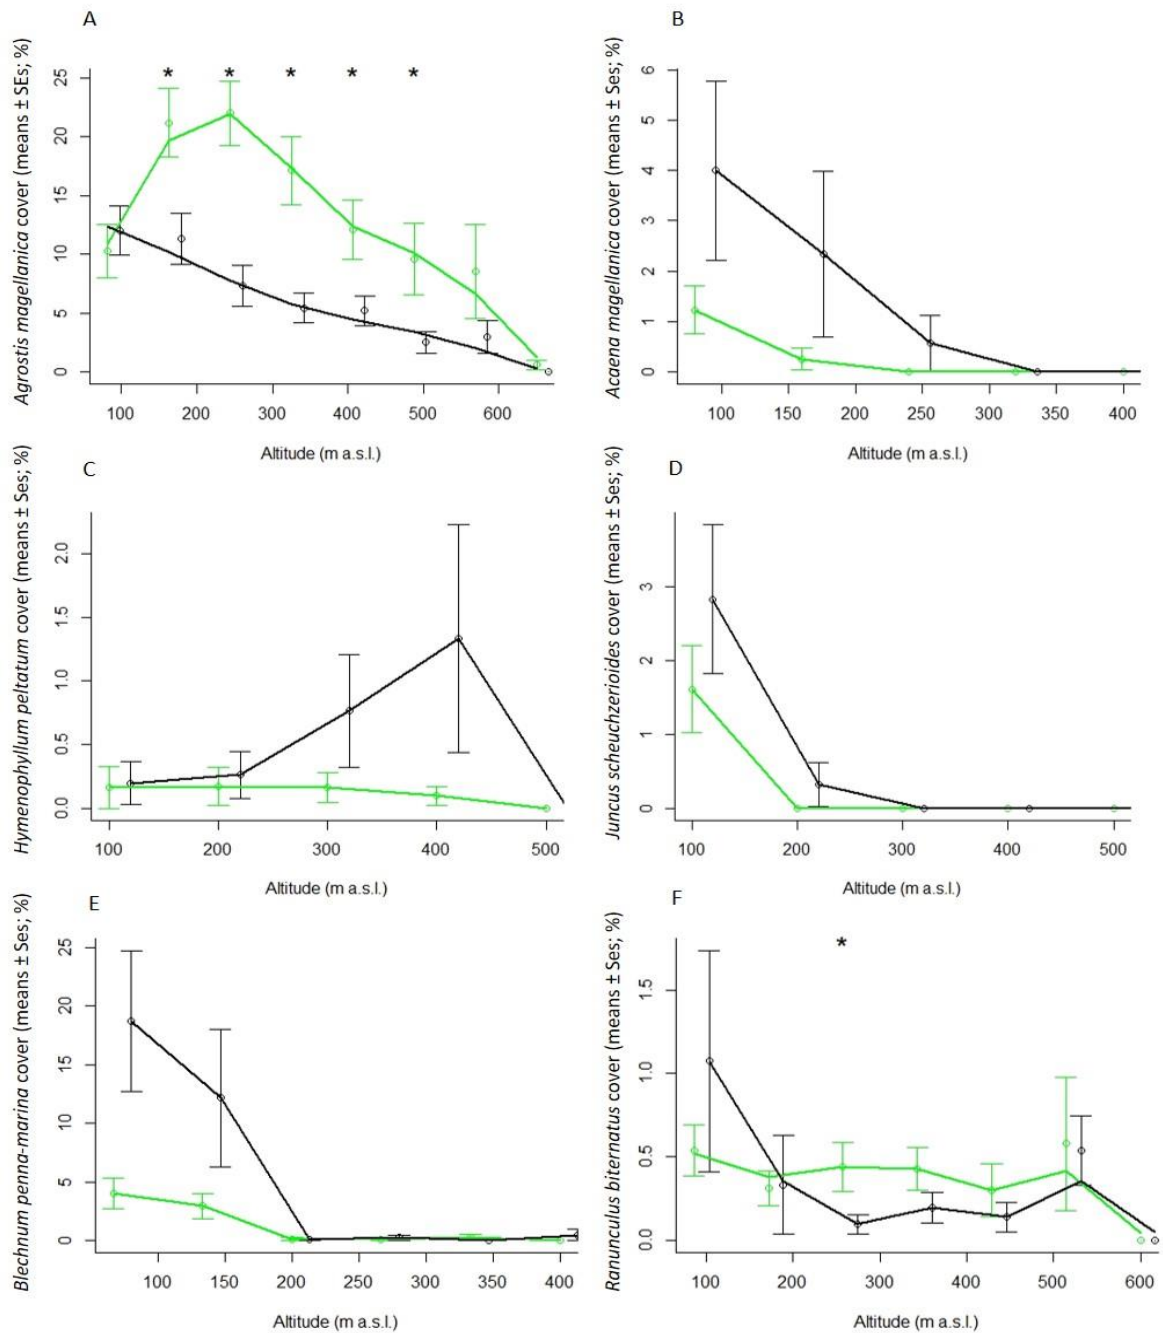 A
Agrostis magellanica cover (means ± SEs; %)
25
20
15
10
5
0
* * * * *
100 200 300 400 500 600
Altitude (m a.s.l.)
B
Acaena magellanica cover (means ± Ses; %)
6
5
4
3
2
1
0
100 150 200 250 300 350 400
Altitude (m a.s.l.)
C
Hymenophyllum peltatum cover (means ± Ses; %)
2.0
1.5
1.0
0.5
0.0
100 200 300 400 500
Altitude (m a.s.l.)
D
Juncus scheuchzerioides cover (means ± Ses; %)
3
2
1
0
100 200 300 400 500
Altitude (m a.s.l.)
E
Blechnum penna-marina cover (means ± Ses; %)
25
20
15
10
5
0
100 150 200 250 300 350 400
Altitude (m a.s.l.)
F
Ranunculus biternatus cover (means ± Ses; %)
*
1.5
1.0
0.5
0.0
100 200 300 400 500 600
Altitude (m a.s.l.)